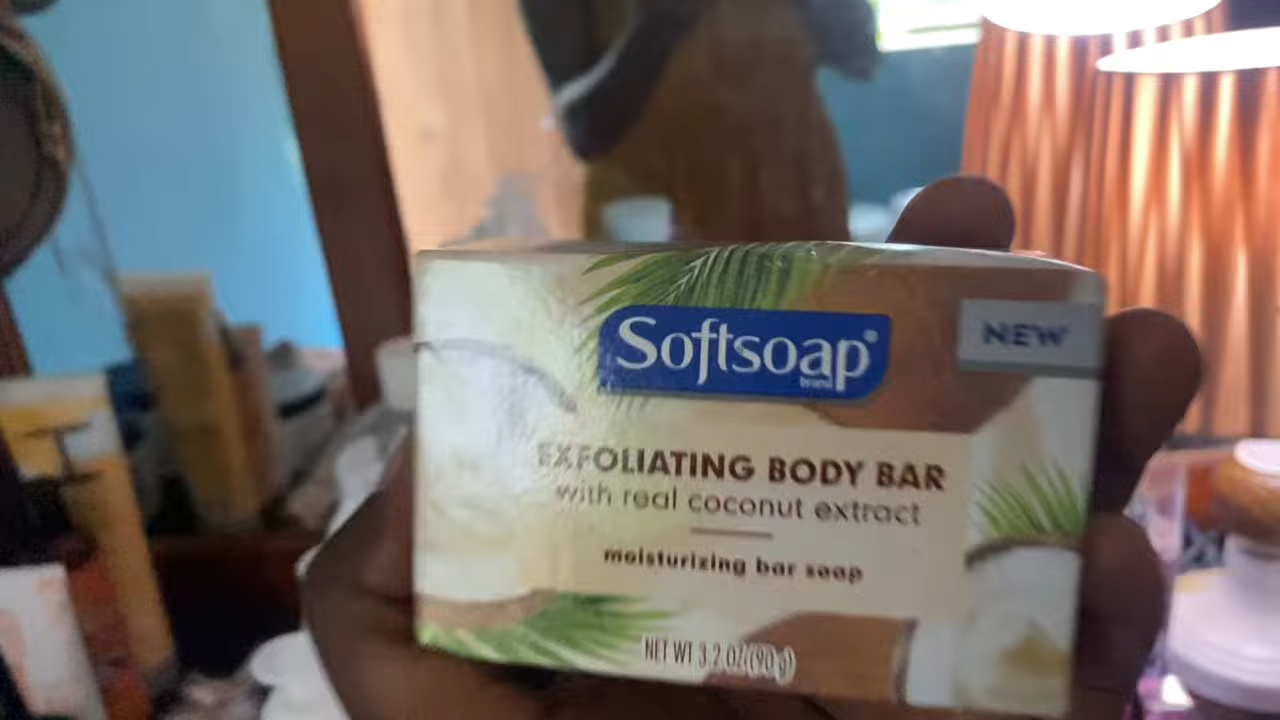 Softsoap®
brand
NEW
EXFOLIATING BODY BAR
with real coconut extract
moisturizing bar soap
NET WT 3.2 OZ (90 g)